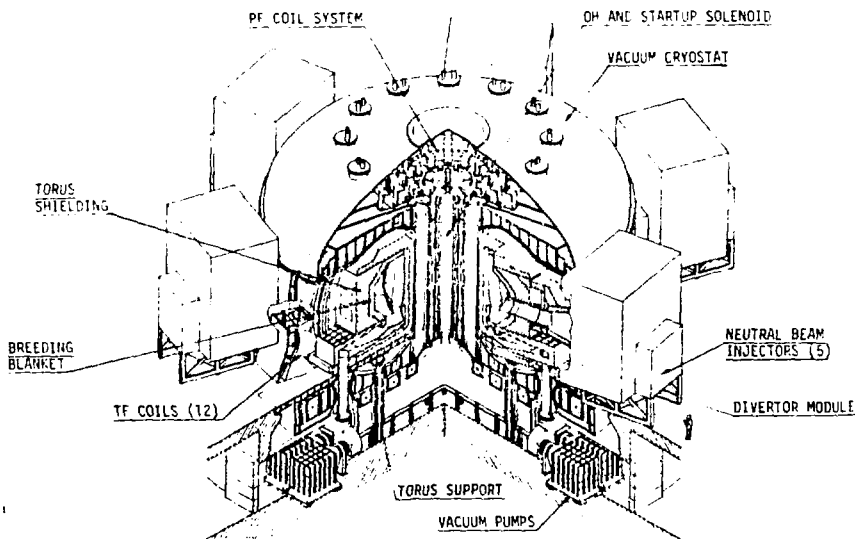 PF COIL SYSTEM
OH AND STARTUP SOLENOID
VACUUM CRYOSTAT
TORUS
SHIELDING
BREEDING
BLANKET
TF COILS (12)
NEUTRAL BEAM
INJECTORS (5)
DIVERTOR MODULE
TORUS SUPPORT
VACUUM PUMPS